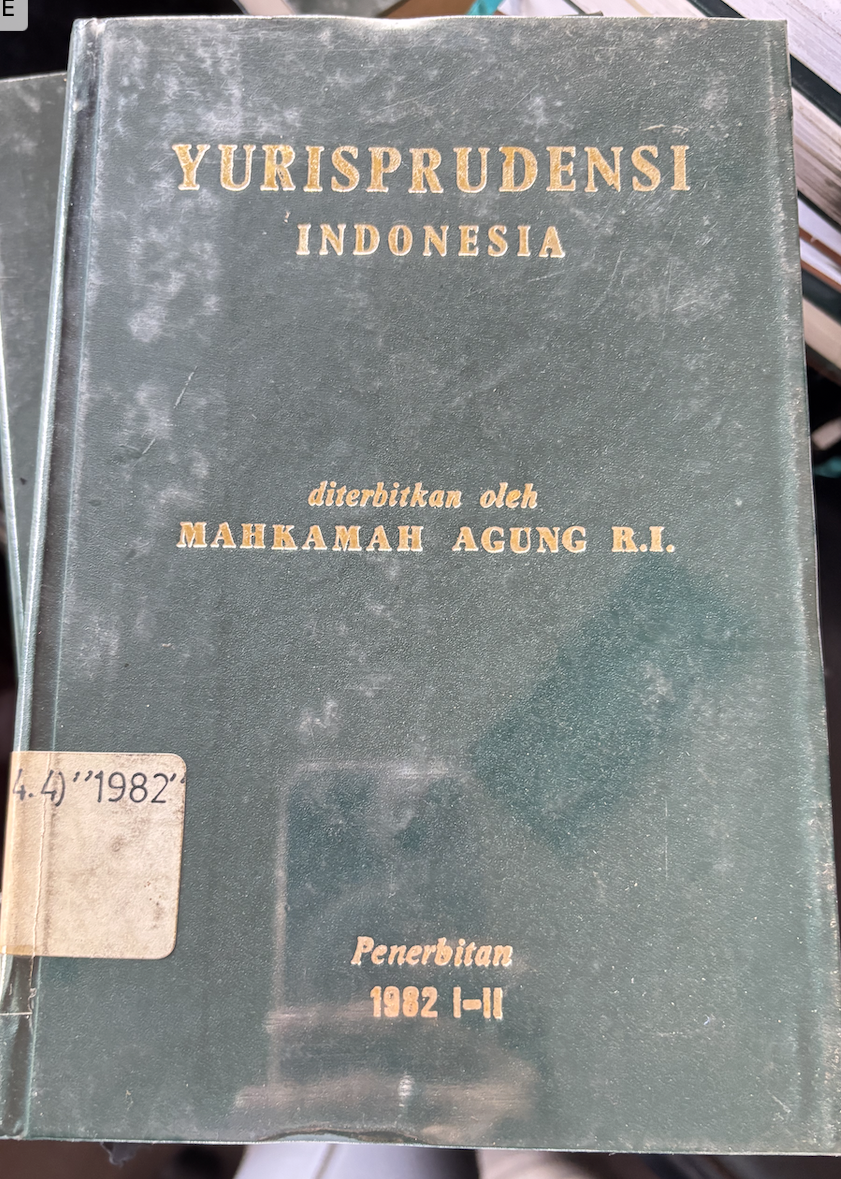 E
YURISPRUDENSI
INDONESIA
diterbitkan oleh
MAHKAMAH AGUNG R.I.
4.4)"1982"
Penerbitan
1982 I-II